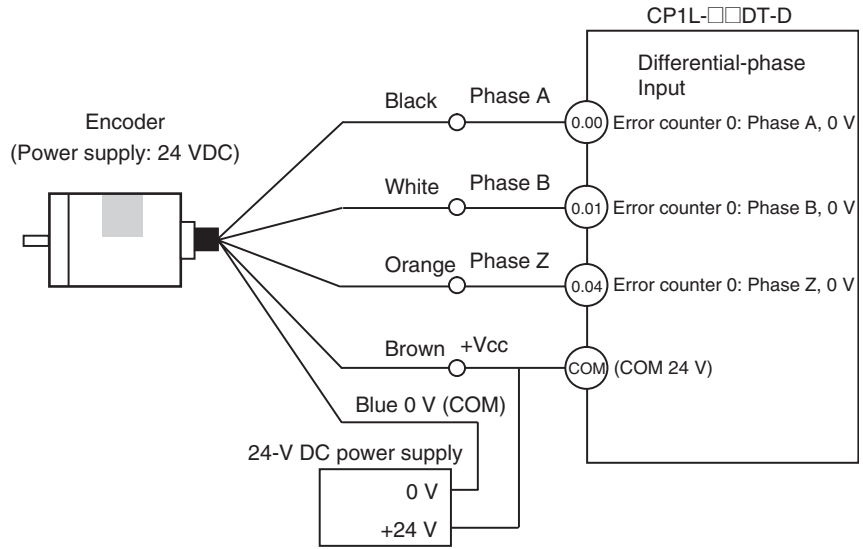 CP1L-□□DT-D
Differential-phase
Input
Encoder
(Power supply: 24 VDC)
Black
Phase A
0.00
Error counter 0: Phase A, 0 V
White
Phase B
0.01
Error counter 0: Phase B, 0 V
Orange
Phase Z
0.04
Error counter 0: Phase Z, 0 V
Brown
+Vcc
COM
(COM 24 V)
Blue 0 V (COM)
24-V DC power supply
0 V
+24 V